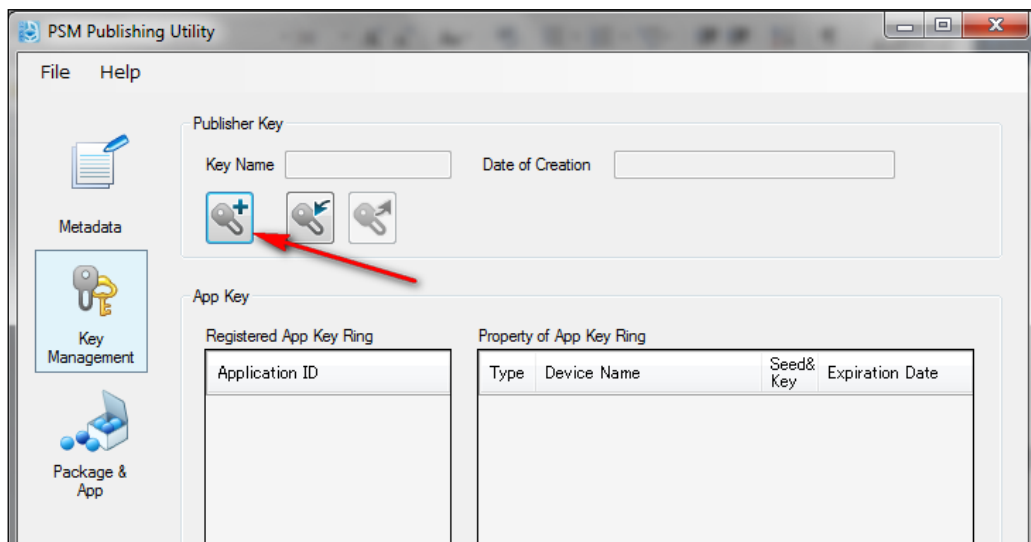 PSM Publishing Utility
File Help
Publisher Key
Key Name Date of Creation
Metadata
App Key
Key
Management
Registered App Key Ring Property of App Key Ring
Application ID Type Device Name Seed&
Key Expiration Date
Package &
App